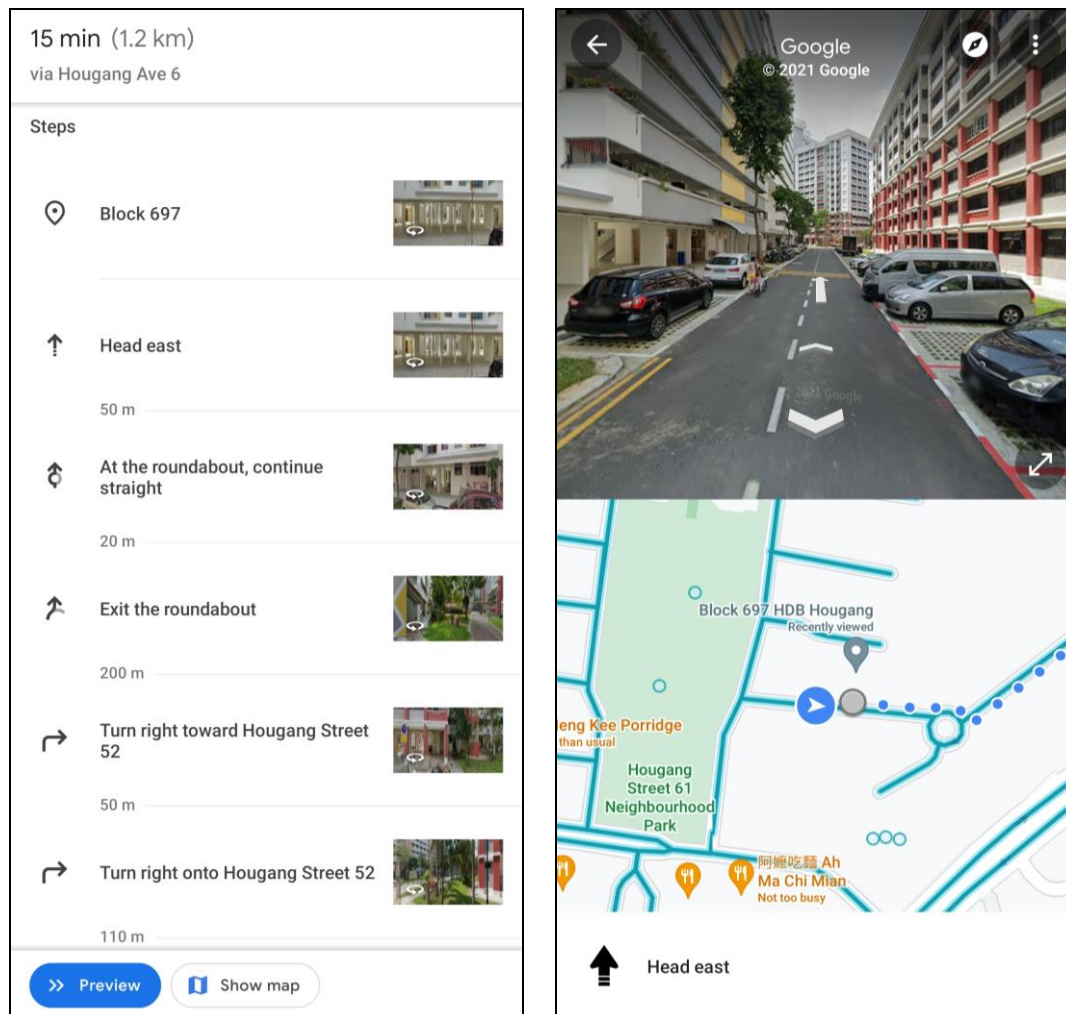 15 min (1.2 km)
via Hougang Ave 6
Steps
Block 697
Head east
50 m
At the roundabout, continue
straight
20 m
Exit the roundabout
200 m
Turn right toward Hougang Street
52
50 m
Turn right onto Hougang Street 52
110 m
Preview
Show map
Google
© 2021 Google
2021 Google
Block 697 HDB Hougang
Recently viewed
eng Kee Porridge
than usual
Hougang
Street 61
Neighbourhood
Park
阿嬤吃麵 Ah
Ma Chi Mian
Not too busy
Head east